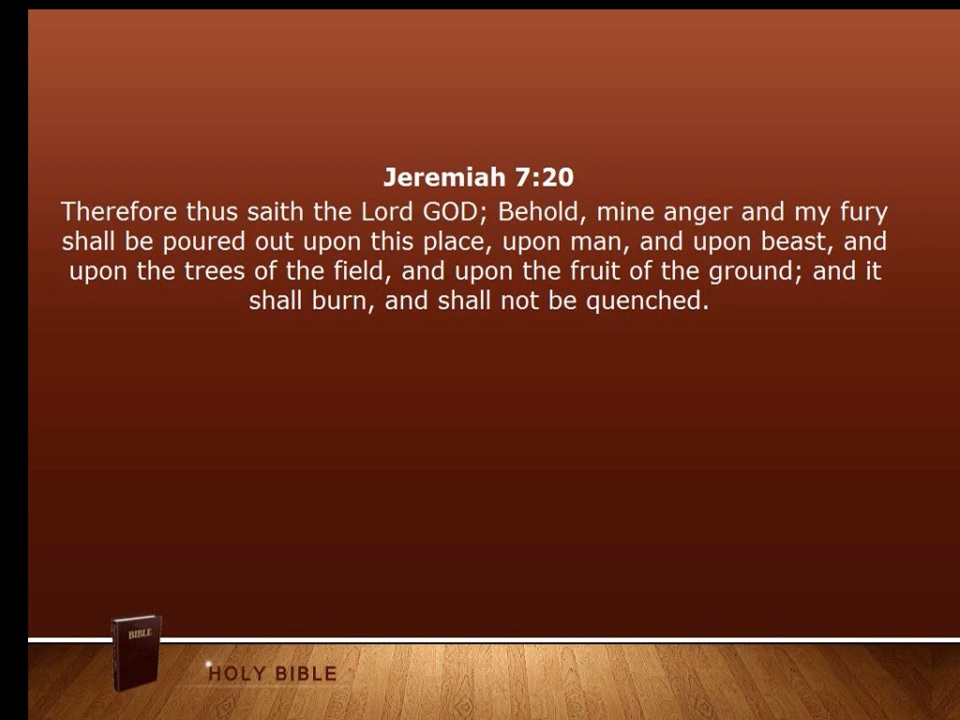 Jeremiah 7:20
Therefore thus saith the Lord GOD; Behold, mine anger and my fury
shall be poured out upon this place, upon man, and upon beast, and
upon the trees of the field, and upon the fruit of the ground; and it
shall burn, and shall not be quenched.
BIBLE
HOLY BIBLE